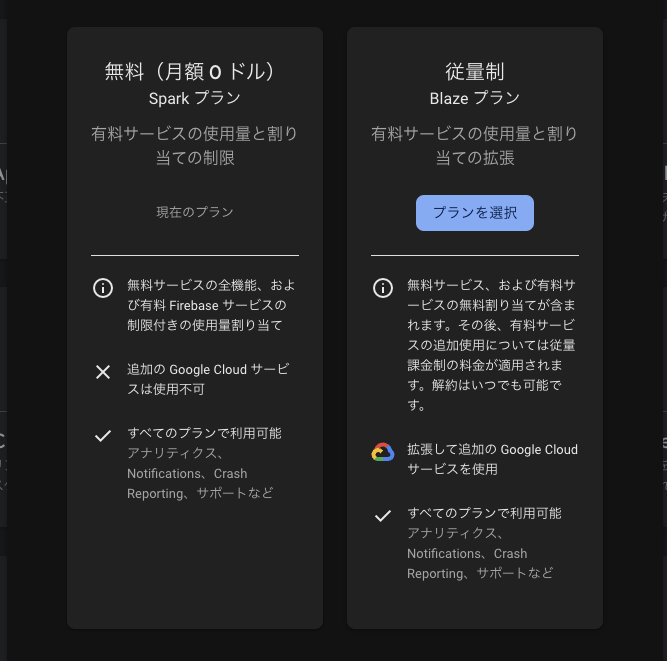 無料（月額 0 ドル）
Spark プラン
有料サービスの使用量と割り
当ての制限
現在のプラン
無料サービスの全機能、およ
び有料 Firebase サービスの
制限付きの使用量割り当て
追加の Google Cloud サービ
スは使用不可
すべてのプランで利用可能
アナリティクス、
Notifications、Crash
Reporting、サポートなど
従量制
Blaze プラン
有料サービスの使用量と割り
当ての拡張
プランを選択
無料サービス、および有料サ
ービスの無料割り当てが含ま
れます。その後、有料サービ
スの追加使用については従量
課金制の料金が適用されま
す。解約はいつでも可能で
す。
拡張して追加の Google Cloud
サービスを使用
すべてのプランで利用可能
アナリティクス、
Notifications、Crash
Reporting、サポートなど